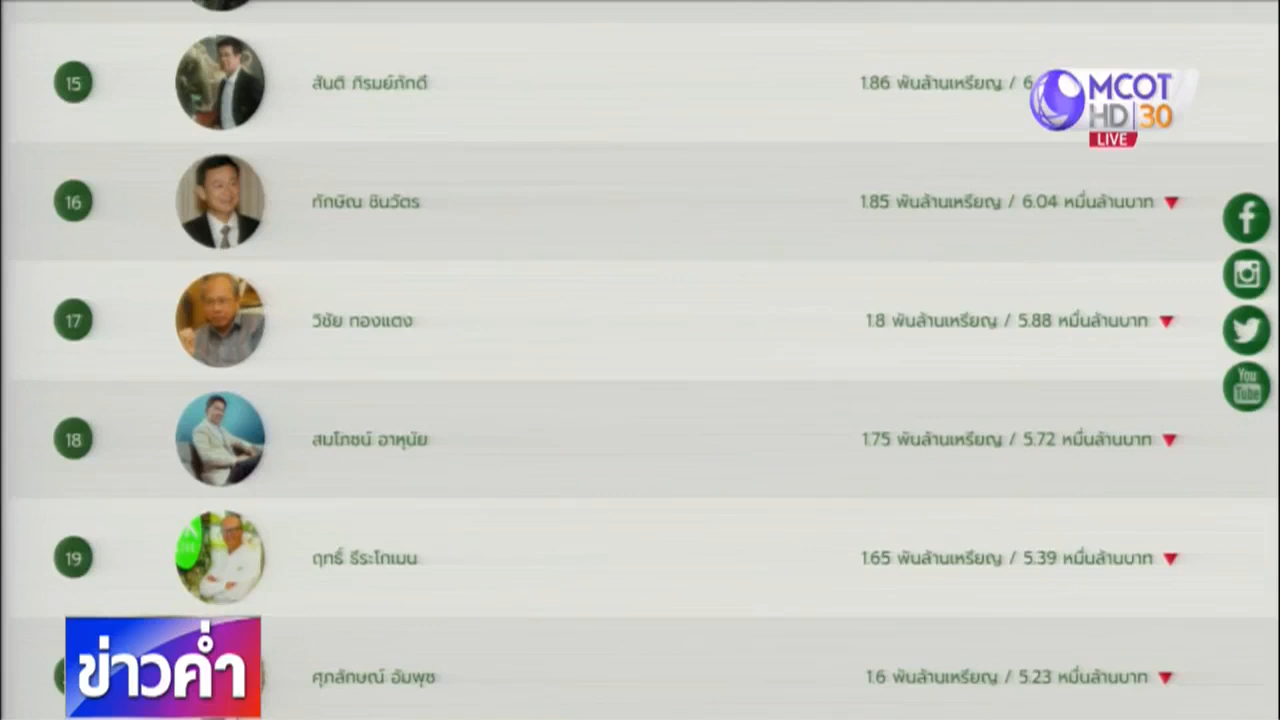 15 สันติ ภิรมย์ภักดี 1.86 พันล้านเหรียญ / 6
MCOT
HD 30
LIVE
16 ทักษิณ ชินวัตร 1.85 พันล้านเหรียญ / 6.04 หมื่นล้านบาท
17 วิชัย ทองแตง 1.8 พันล้านเหรียญ / 5.88 หมื่นล้านบาท
18 สมโภชน์ อาหุนัย 1.75 พันล้านเหรียญ / 5.72 หมื่นล้านบาท
You
Tube
19 ฤทธิ์ ธีระโกเมน 1.65 พันล้านเหรียญ / 5.39 หมื่นล้านบาท
ศุภลักษณ์ อัมพุช 1.6 พันล้านเหรียญ / 5.23 หมื่นล้านบาท
ข่าวค่ำ